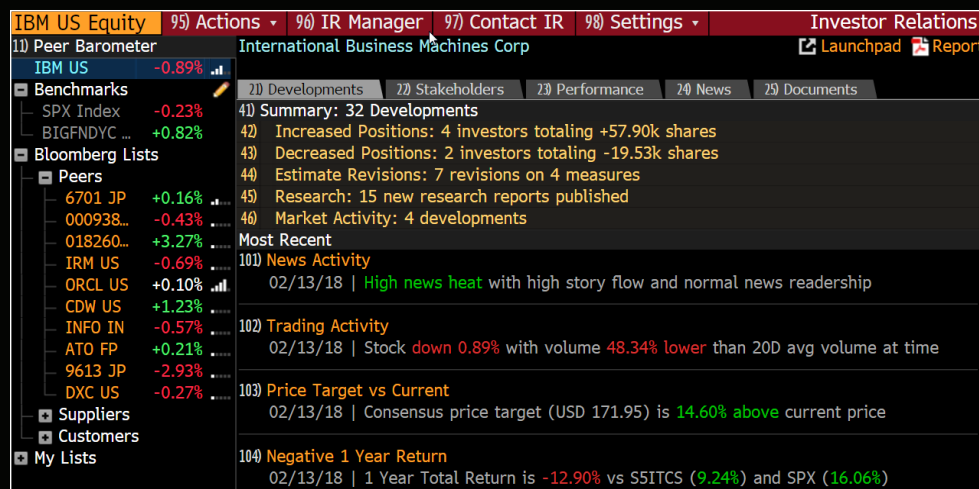 IBM US Equity 95) Actions 96) IR Manager 97) Contact IR 98) Settings Investor Relations
11) Peer Barometer International Business Machines Corp Launchpad Report
IBM US -0.89%
Benchmarks 21) Developments 22) Stakeholders 23) Performance 24) News 25) Documents
SPX Index -0.23% 41) Summary: 32 Developments
BIGFNDYC ... +0.82% 42) Increased Positions: 4 investors totaling +57.90k shares
Bloomberg Lists 43) Decreased Positions: 2 investors totaling -19.53k shares
Peers 44) Estimate Revisions: 7 revisions on 4 measures
6701 JP +0.16% 45) Research: 15 new research reports published
000938... -0.43% 46) Market Activity: 4 developments
018260... +3.27% Most Recent
IRM US -0.69% 101) News Activity
ORCL US +0.10% 02/13/18 | High news heat with high story flow and normal news readership
CDW US +1.23%
INFO IN -0.57% 102) Trading Activity
ATO FP +0.21% 02/13/18 | Stock down 0.89% with volume 48.34% lower than 20D avg volume at time
9613 JP -2.93%
DXC US -0.27% 103) Price Target vs Current
Suppliers 02/13/18 | Consensus price target (USD 171.95) is 14.60% above current price
Customers
My Lists 104) Negative 1 Year Return
02/13/18 | 1 Year Total Return is -12.90% vs S5ITCS (9.24%) and SPX (16.06%)